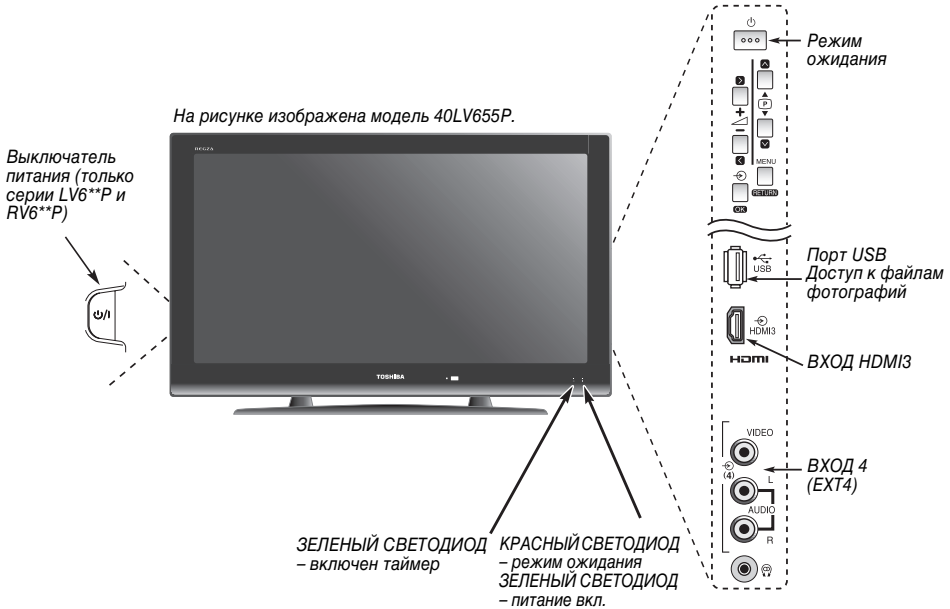 На рисунке изображена модель 40LV655P.
Выключатель
питания (только
серии LV6**P и
RV6**P)
REGZA
TOSHIBA
ЗЕЛЕНЫЙ СВЕТОДИОД
– включен таймер
КРАСНЫЙ СВЕТОДИОД
– режим ожидания
ЗЕЛЕНЫЙ СВЕТОДИОД
– питание вкл.
Режим
ожидания
P
MENU
RETURN
OK
USB
Порт USB
Доступ к файлам
фотографий
HDMI3
HDMI
ВХОД HDMI3
VIDEO
(4)
L
AUDIO
R
ВХОД 4
(EXT4)